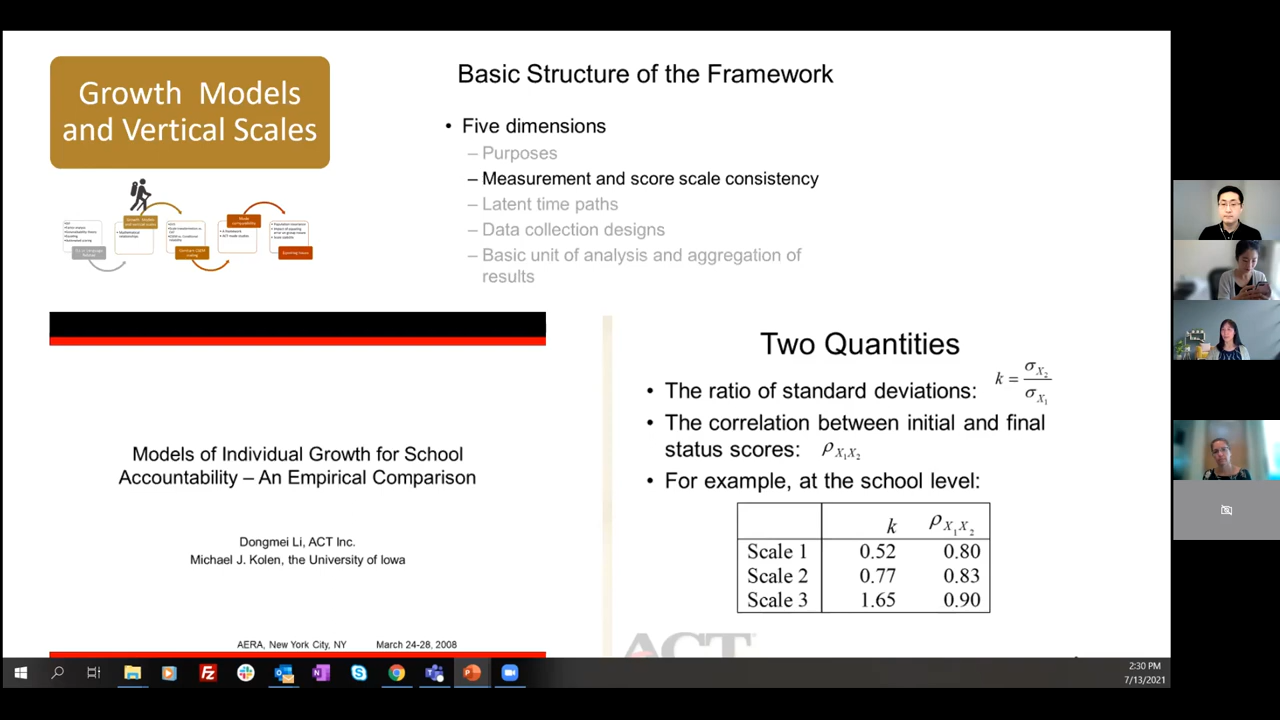 Growth Models
and Vertical Scales
Basic Structure of the Framework
• Five dimensions
– Purposes
– Measurement and score scale consistency
– Latent time paths
– Data collection designs
– Basic unit of analysis and aggregation of
results
Models of Individual Growth for School
Accountability – An Empirical Comparison
Dongmei Li, ACT Inc.
Michael J. Kolen, the University of Iowa
AERA, New York City, NY March 24-28, 2008
Two Quantities
• The ratio of standard deviations: k = σX2 / σX1
• The correlation between initial and final
status scores: ρX1X2
• For example, at the school level:
k ρX1X2
Scale 1 0.52 0.80
Scale 2 0.77 0.83
Scale 3 1.65 0.90
ACT
2:30 PM
7/13/2021